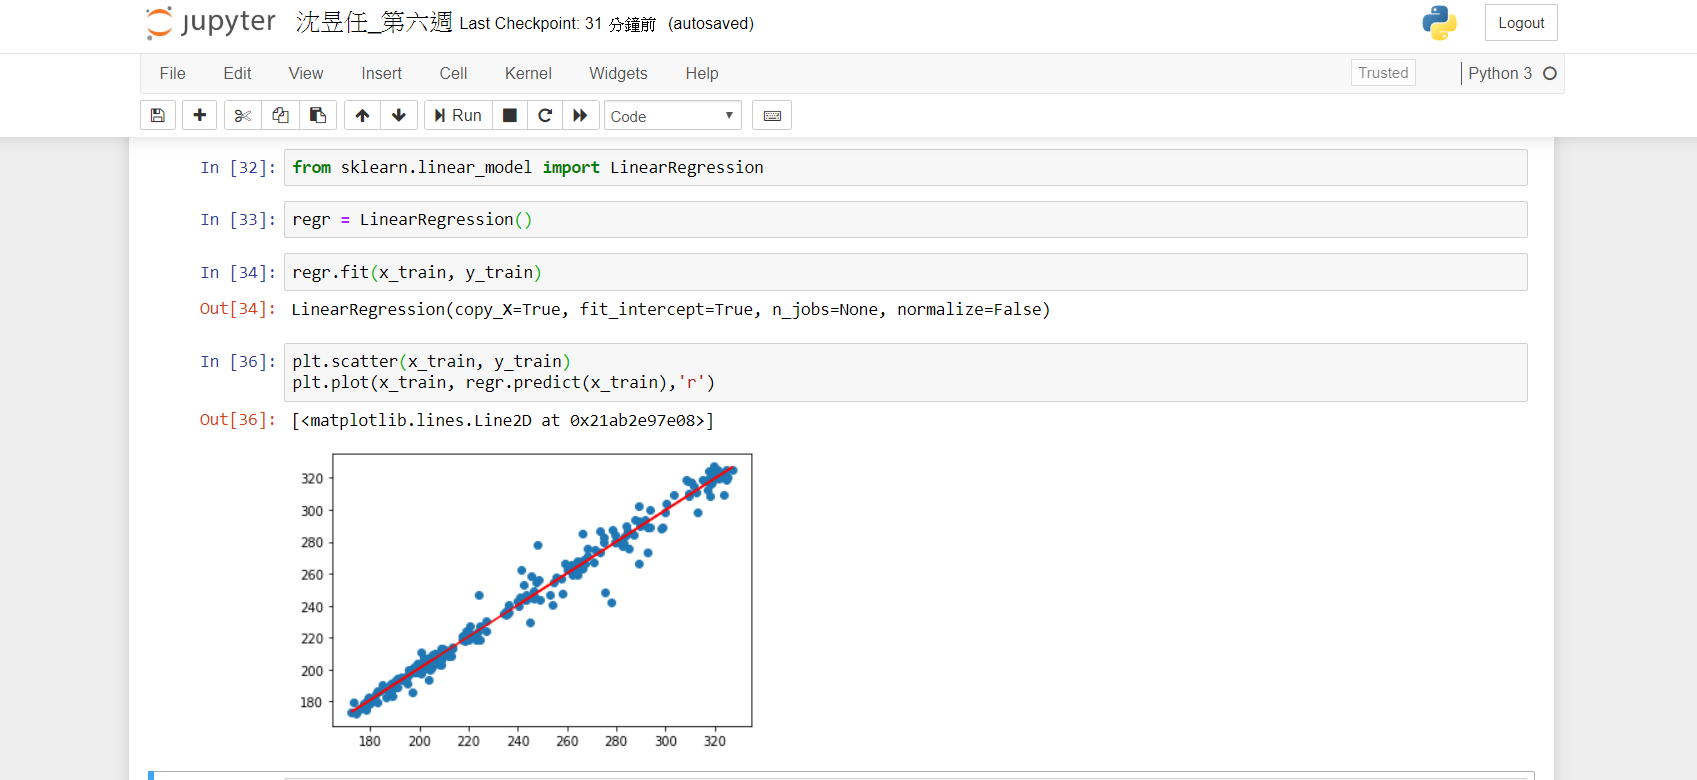 jupyter 沈昱任_第六週 Last Checkpoint: 31 分鐘前 (autosaved) Logout
File Edit View Insert Cell Kernel Widgets Help Trusted Python 3
Run Code
In [32]: from sklearn.linear_model import LinearRegression
In [33]: regr = LinearRegression()
In [34]: regr.fit(x_train, y_train)
Out[34]: LinearRegression(copy_X=True, fit_intercept=True, n_jobs=None, normalize=False)
In [36]: plt.scatter(x_train, y_train)
plt.plot(x_train, regr.predict(x_train),'r')
Out[36]: [<matplotlib.lines.Line2D at 0x21ab2e97e08>]
320
300
280
260
240
220
200
180
180 200 220 240 260 280 300 320